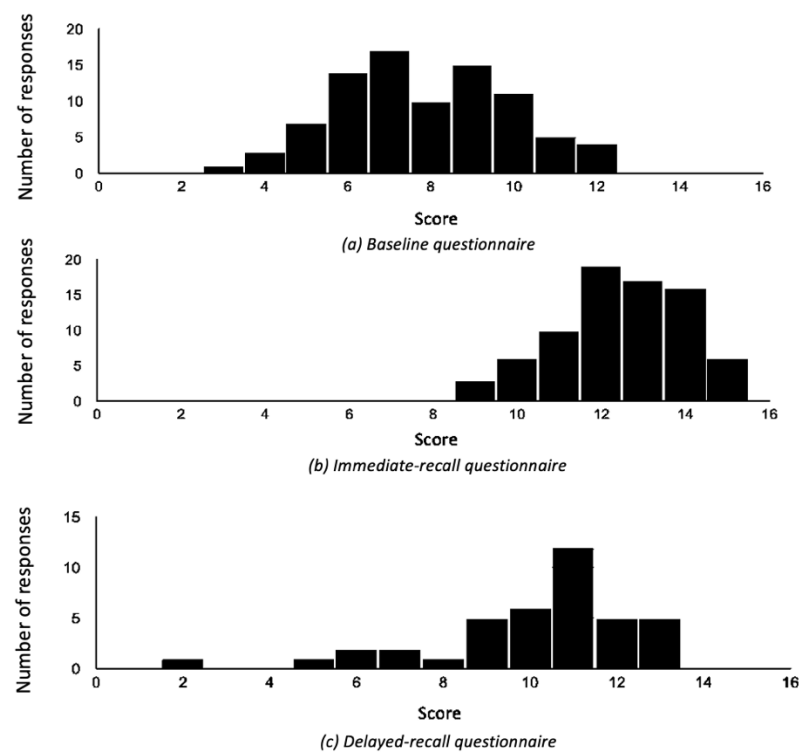 Number of responses
20
15
10
5
0
0 2 4 6 8 10 12 14 16
Score
(a) Baseline questionnaire
Number of responses
20
15
10
5
0
0 2 4 6 8 10 12 14 16
Score
(b) Immediate-recall questionnaire
Number of responses
15
10
5
0
0 2 4 6 8 10 12 14 16
Score
(c) Delayed-recall questionnaire